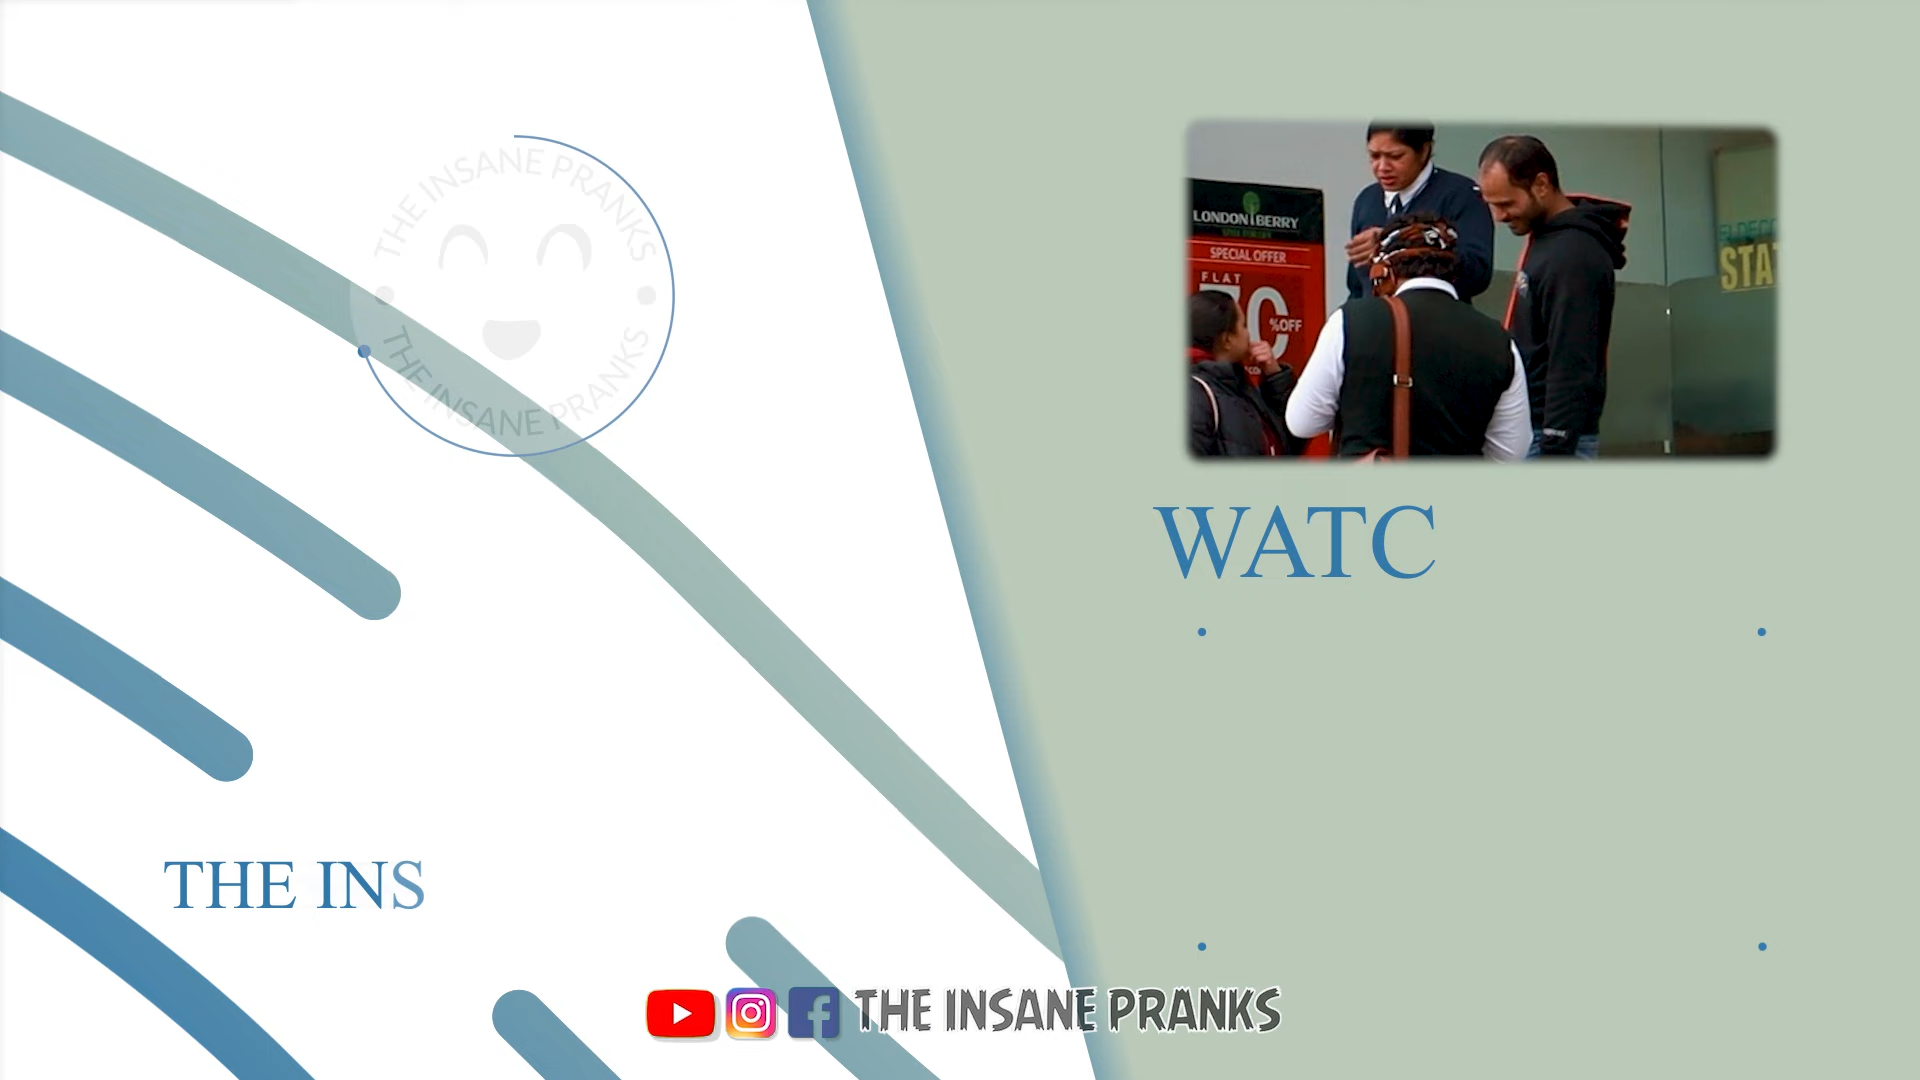 THE INSANE PRANKS
THE INSANE PRANKS
LONDON BERRY
SPECIAL OFFER
FLAT
%OFF
STA
WATC
THE INS
THE INSANE PRANKS